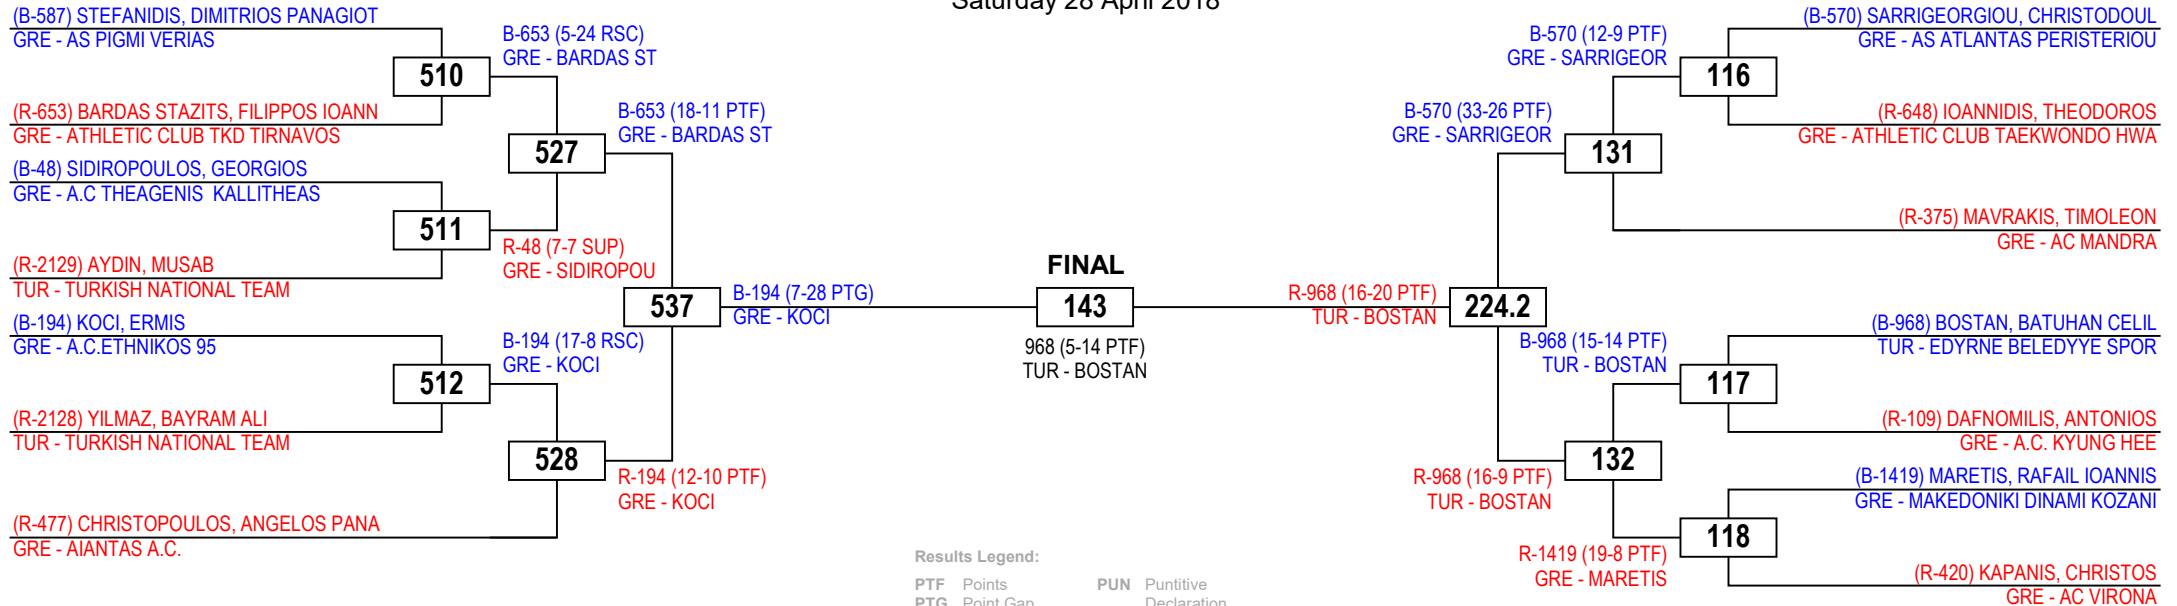 Saturday 28 April 2018
(B-587) STEFANIDIS, DIMITRIOS PANAGIOT
GRE - AS PIGMI VERIAS
510
(R-653) BARDAS STAZITS, FILIPPOS IOANN
GRE - ATHLETIC CLUB TKD TIRNAVOS
(B-48) SIDIROPOULOS, GEORGIOS
GRE - A.C THEAGENIS  KALLITHEAS
511
(R-2129) AYDIN, MUSAB
TUR - TURKISH NATIONAL TEAM
(B-194) KOCI, ERMIS
GRE - A.C.ETHNIKOS 95
512
(R-2128) YILMAZ, BAYRAM ALI
TUR - TURKISH NATIONAL TEAM
(R-477) CHRISTOPOULOS, ANGELOS PANA
GRE - AIANTAS A.C.
B-653 (5-24 RSC)
GRE - BARDAS ST
527
R-48 (7-7 SUP)
GRE - SIDIROPOU
B-194 (17-8 RSC)
GRE - KOCI
528
B-653 (18-11 PTF)
GRE - BARDAS ST
537
R-194 (12-10 PTF)
GRE - KOCI
B-194 (7-28 PTG)
GRE - KOCI
FINAL
143
968 (5-14 PTF)
TUR - BOSTAN
R-968 (16-20 PTF)
TUR - BOSTAN
224.2
B-570 (33-26 PTF)
GRE - SARRIGEOR
131
R-968 (16-9 PTF)
TUR - BOSTAN
132
B-570 (12-9 PTF)
GRE - SARRIGEOR
116
B-968 (15-14 PTF)
TUR - BOSTAN
117
R-1419 (19-8 PTF)
GRE - MARETIS
118
(B-570) SARRIGEORGIOU, CHRISTODOUL
GRE - AS ATLANTAS PERISTERIOU
(R-648) IOANNIDIS, THEODOROS
GRE - ATHLETIC CLUB TAEKWONDO HWA
(R-375) MAVRAKIS, TIMOLEON
GRE - AC MANDRA
(B-968) BOSTAN, BATUHAN CELIL
TUR - EDYRNE BELEDYYE SPOR
(R-109) DAFNOMILIS, ANTONIOS
GRE - A.C. KYUNG HEE
(B-1419) MARETIS, RAFAIL IOANNIS
GRE - MAKEDONIKI DINAMI KOZANI
(R-420) KAPANIS, CHRISTOS
GRE - AC VIRONA
Results Legend:
PTF Points PUN Puntitive
PTG Point Gap Declaration